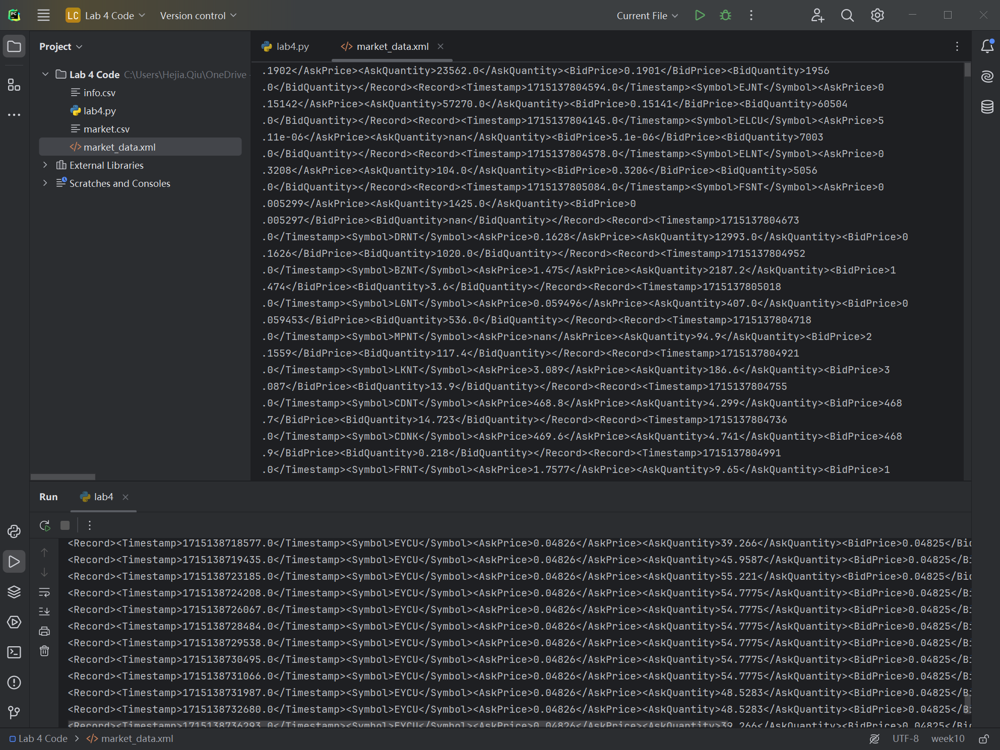 LC Lab 4 Code
Version control
Current File
Project
lab4.py
market_data.xml
Lab 4 Code C:\Users\Hejia.Qiu\OneDrive -
info.csv
lab4.py
market.csv
market_data.xml
External Libraries
Scratches and Consoles
.1902</AskPrice><AskQuantity>23562.0</AskQuantity><BidPrice>0.1901</BidPrice><BidQuantity>1956
.0</BidQuantity></Record><Record><Timestamp>1715137804594.0</Timestamp><Symbol>EJNT</Symbol><AskPrice>0
.15142</AskPrice><AskQuantity>57270.0</AskQuantity><BidPrice>0.15141</BidPrice><BidQuantity>60504
.0</BidQuantity></Record><Record><Timestamp>1715137804145.0</Timestamp><Symbol>ELCU</Symbol><AskPrice>5
.11e-06</AskPrice><AskQuantity>nan</AskQuantity><BidPrice>5.1e-06</BidPrice><BidQuantity>7003
.0</BidQuantity></Record><Record><Timestamp>1715137804578.0</Timestamp><Symbol>ELNT</Symbol><AskPrice>0
.3208</AskPrice><AskQuantity>104.0</AskQuantity><BidPrice>0.3206</BidPrice><BidQuantity>5056
.0</BidQuantity></Record><Record><Timestamp>1715137805084.0</Timestamp><Symbol>FSNT</Symbol><AskPrice>0
.005299</AskPrice><AskQuantity>1425.0</AskQuantity><BidPrice>0
.005297</BidPrice><BidQuantity>nan</BidQuantity></Record><Record><Timestamp>1715137804673
.0</Timestamp><Symbol>DRNT</Symbol><AskPrice>0.1628</AskPrice><AskQuantity>12993.0</AskQuantity><BidPrice>0
.1626</BidPrice><BidQuantity>1020.0</BidQuantity></Record><Record><Timestamp>1715137804952
.0</Timestamp><Symbol>BZNT</Symbol><AskPrice>1.475</AskPrice><AskQuantity>2187.2</AskQuantity><BidPrice>1
.474</BidPrice><BidQuantity>3.6</BidQuantity></Record><Record><Timestamp>1715137805018
.0</Timestamp><Symbol>LGNT</Symbol><AskPrice>0.059496</AskPrice><AskQuantity>407.0</AskQuantity><BidPrice>0
.059453</BidPrice><BidQuantity>536.0</BidQuantity></Record><Record><Timestamp>1715137804718
.0</Timestamp><Symbol>MPNT</Symbol><AskPrice>nan</AskPrice><AskQuantity>94.9</AskQuantity><BidPrice>2
.1559</BidPrice><BidQuantity>117.4</BidQuantity></Record><Record><Timestamp>1715137804921
.0</Timestamp><Symbol>LKNT</Symbol><AskPrice>3.089</AskPrice><AskQuantity>186.6</AskQuantity><BidPrice>3
.087</BidPrice><BidQuantity>13.9</BidQuantity></Record><Record><Timestamp>1715137804755
.0</Timestamp><Symbol>CDNT</Symbol><AskPrice>468.8</AskPrice><AskQuantity>4.299</AskQuantity><BidPrice>468
.7</BidPrice><BidQuantity>14.723</BidQuantity></Record><Record><Timestamp>1715137804736
.0</Timestamp><Symbol>CDNK</Symbol><AskPrice>469.6</AskPrice><AskQuantity>4.741</AskQuantity><BidPrice>468
.9</BidPrice><BidQuantity>0.218</BidQuantity></Record><Record><Timestamp>1715137804991
.0</Timestamp><Symbol>FRNT</Symbol><AskPrice>1.7577</AskPrice><AskQuantity>9.65</AskQuantity><BidPrice>1
Run
lab4
<Record><Timestamp>1715138718577.0</Timestamp><Symbol>EYCU</Symbol><AskPrice>0.04826</AskPrice><AskQuantity>39.266</AskQuantity><BidPrice>0.04825</Bid
<Record><Timestamp>1715138719435.0</Timestamp><Symbol>EYCU</Symbol><AskPrice>0.04826</AskPrice><AskQuantity>45.9587</AskQuantity><BidPrice>0.04825</Bi
<Record><Timestamp>1715138723185.0</Timestamp><Symbol>EYCU</Symbol><AskPrice>0.04826</AskPrice><AskQuantity>55.221</AskQuantity><BidPrice>0.04825</Bid
<Record><Timestamp>1715138724208.0</Timestamp><Symbol>EYCU</Symbol><AskPrice>0.04826</AskPrice><AskQuantity>54.7775</AskQuantity><BidPrice>0.04825</Bi
<Record><Timestamp>1715138726067.0</Timestamp><Symbol>EYCU</Symbol><AskPrice>0.04826</AskPrice><AskQuantity>54.7775</AskQuantity><BidPrice>0.04825</Bi
<Record><Timestamp>1715138728484.0</Timestamp><Symbol>EYCU</Symbol><AskPrice>0.04826</AskPrice><AskQuantity>54.7775</AskQuantity><BidPrice>0.04825</Bi
<Record><Timestamp>1715138729538.0</Timestamp><Symbol>EYCU</Symbol><AskPrice>0.04826</AskPrice><AskQuantity>54.7775</AskQuantity><BidPrice>0.04825</Bi
<Record><Timestamp>1715138730495.0</Timestamp><Symbol>EYCU</Symbol><AskPrice>0.04826</AskPrice><AskQuantity>54.7775</AskQuantity><BidPrice>0.04825</Bi
<Record><Timestamp>1715138731066.0</Timestamp><Symbol>EYCU</Symbol><AskPrice>0.04826</AskPrice><AskQuantity>54.7775</AskQuantity><BidPrice>0.04825</Bi
<Record><Timestamp>1715138731987.0</Timestamp><Symbol>EYCU</Symbol><AskPrice>0.04826</AskPrice><AskQuantity>48.5283</AskQuantity><BidPrice>0.04825</Bi
<Record><Timestamp>1715138732680.0</Timestamp><Symbol>EYCU</Symbol><AskPrice>0.04826</AskPrice><AskQuantity>48.5283</AskQuantity><BidPrice>0.04825</Bi
<Record><Timestamp>1715138736293.0</Timestamp><Symbol>EYCU</Symbol><AskPrice>0.04826</AskPrice><AskQuantity>39.266</AskQuantity><BidPrice>0.04825</Bid
Lab 4 Code > market_data.xml
UTF-8
week10